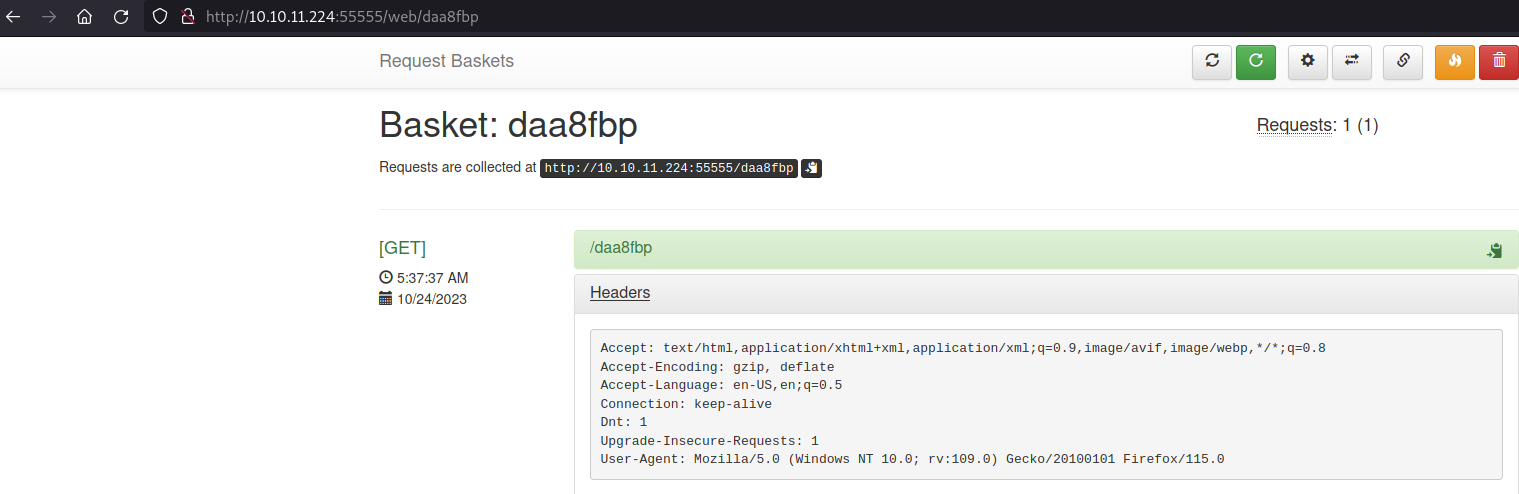 http://10.10.11.224:55555/web/daa8fbp
Request Baskets
Basket: daa8fbp
Requests: 1 (1)
Requests are collected at http://10.10.11.224:55555/daa8fbp
[GET]
5:37:37 AM
10/24/2023
/daa8fbp
Headers
Accept: text/html,application/xhtml+xml,application/xml;q=0.9,image/avif,image/webp,*/*;q=0.8
Accept-Encoding: gzip, deflate
Accept-Language: en-US,en;q=0.5
Connection: keep-alive
Dnt: 1
Upgrade-Insecure-Requests: 1
User-Agent: Mozilla/5.0 (Windows NT 10.0; rv:109.0) Gecko/20100101 Firefox/115.0